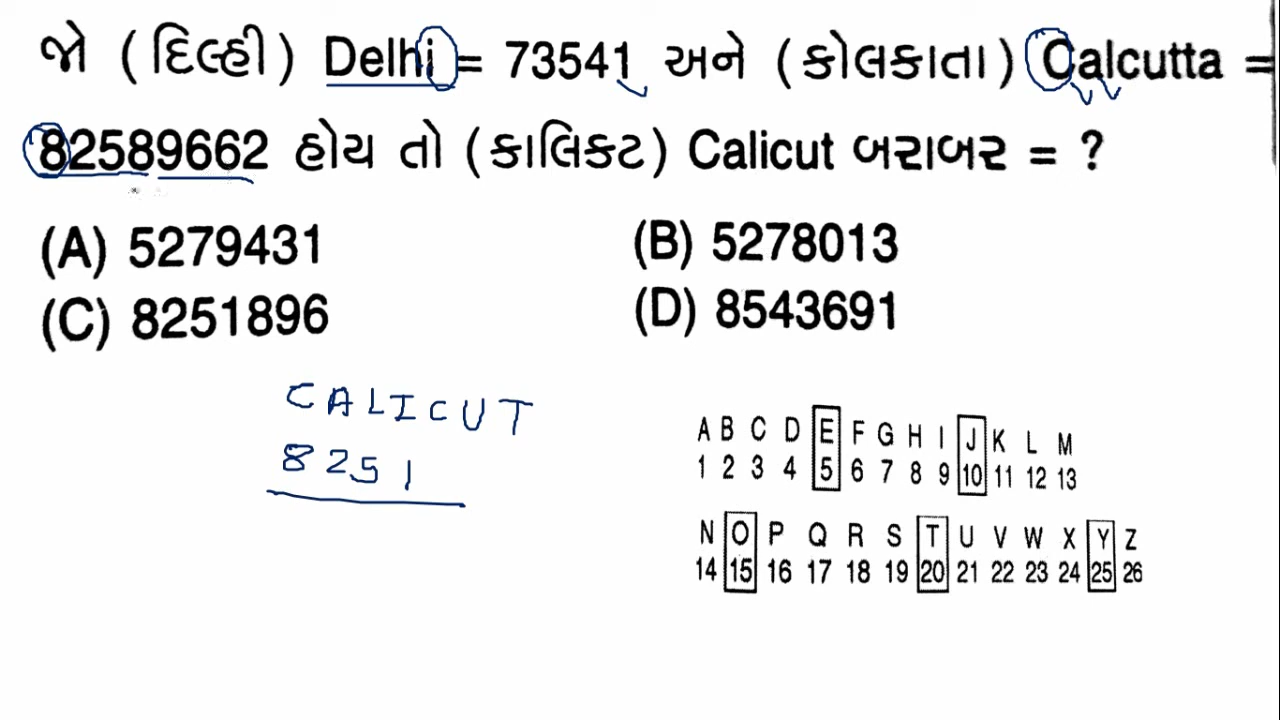 જો (દિલ્હી) Delhi = 73541 અને (કોલકાતા) Calcutta =
82589662 હોય તો (કાલિકટ) Calicut બરાબર = ?
(A) 5279431 (B) 5278013
(C) 8251896 (D) 8543691
CALICUT
8251
A B C D E F G H I J K L M
1 2 3 4 5 6 7 8 9 10 11 12 13
N O P Q R S T U V W X Y Z
14 15 16 17 18 19 20 21 22 23 24 25 26